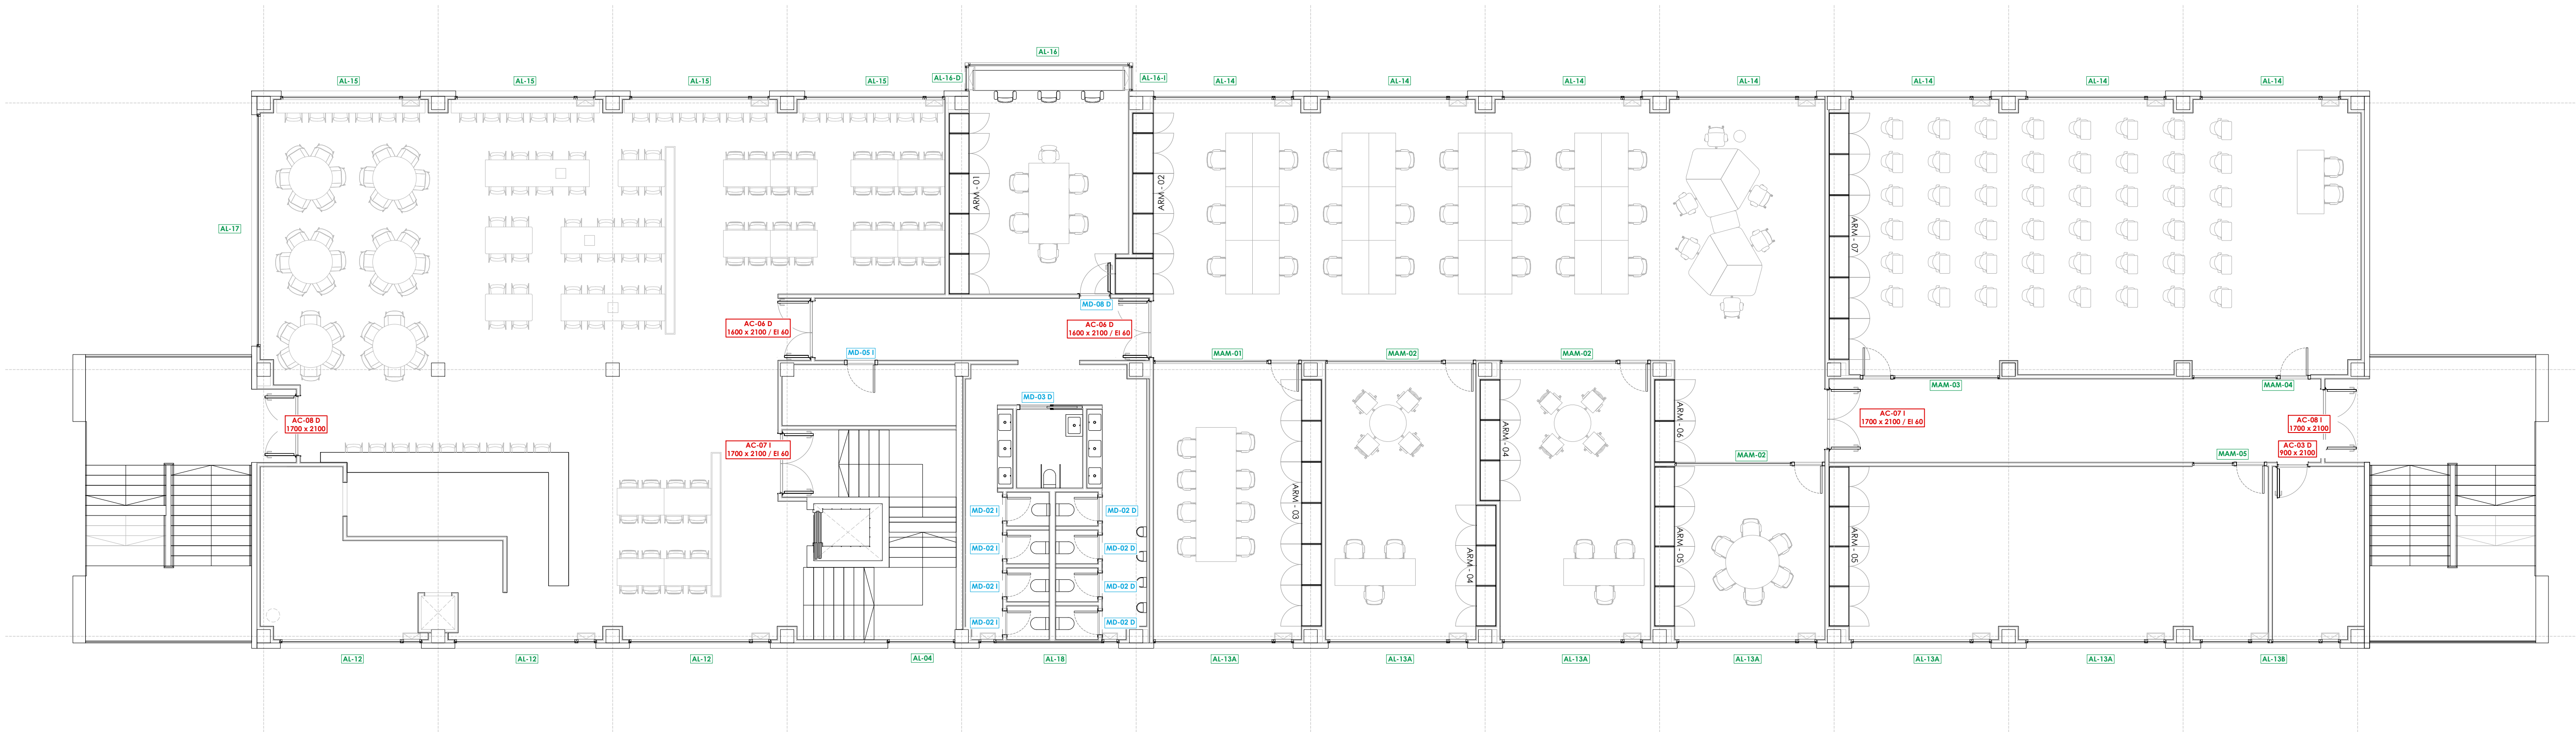 AL-16
AL-15
AL-15
AL-15
AL-15
AL-16-D
AL-16-I
AL-14
AL-14
AL-14
AL-14
AL-14
AL-14
AL-14
AL-17
ARM - 01
ARM - 02
ARM - 07
MD-08 D
AC-06 D
1600 x 2100 / EI 60
AC-06 D
1600 x 2100 / EI 60
MD-05 I
MAM-01
MAM-02
MAM-02
MAM-03
MAM-04
MD-03 D
AC-08 D
1700 x 2100
AC-07 I
1700 x 2100 / EI 60
ARM - 06
ARM - 04
AC-07 I
1700 x 2100 / EI 60
AC-08 I
1700 x 2100
AC-03 D
900 x 2100
MAM-02
MAM-05
ARM - 03
MD-02 I
MD-02 D
MD-02 I
MD-02 D
MD-02 I
MD-02 D
MD-02 I
MD-02 D
ARM - 04
ARM - 05
ARM - 05
AL-12
AL-12
AL-12
AL-04
AL-18
AL-13A
AL-13A
AL-13A
AL-13A
AL-13A
AL-13A
AL-13B